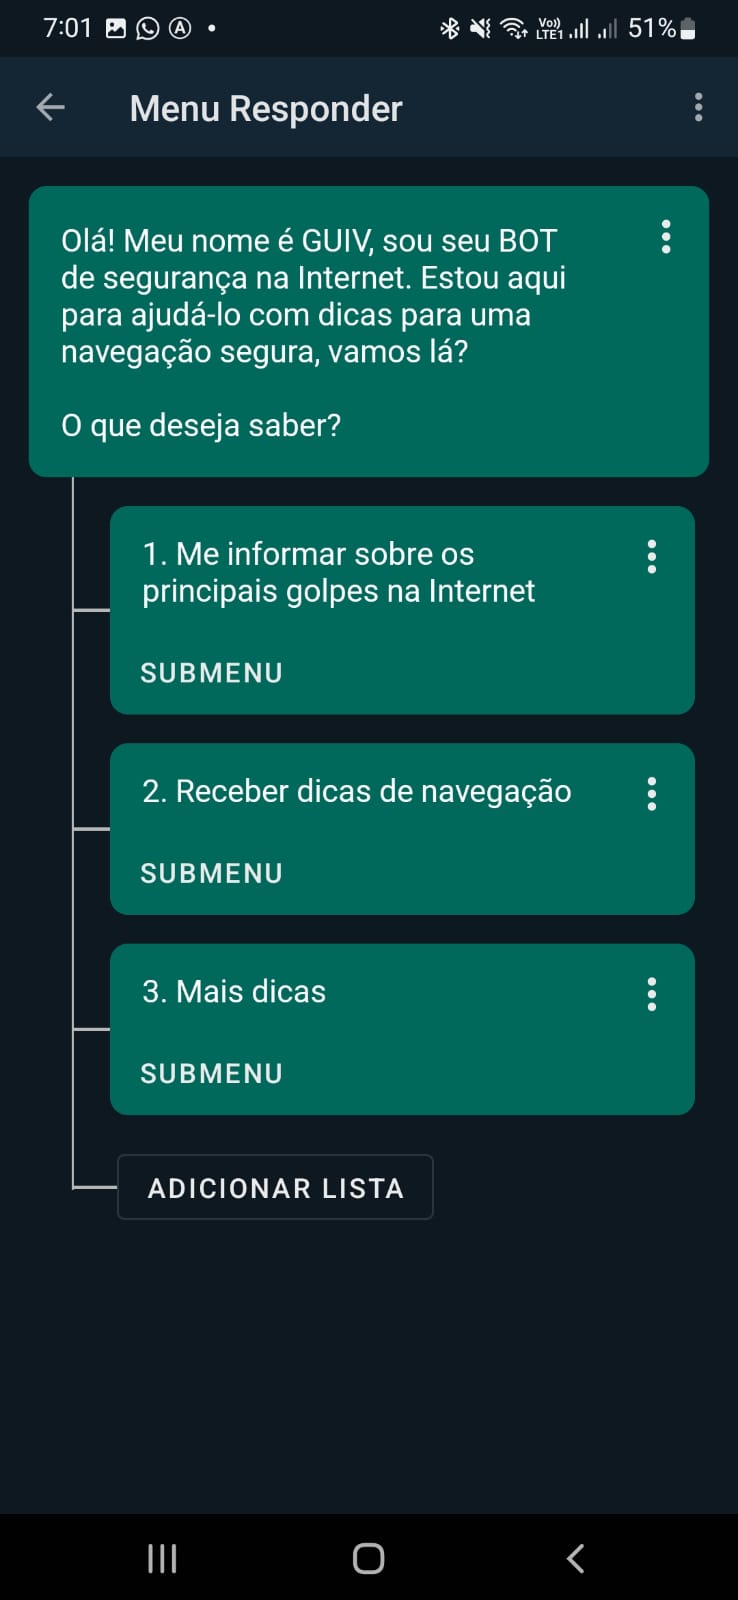 7:01
Vo))
LTE1
51%
Menu Responder
Olá! Meu nome é GUIV, sou seu BOT
de segurança na Internet. Estou aqui
para ajudá-lo com dicas para uma
navegação segura, vamos lá?
O que deseja saber?
1. Me informar sobre os
principais golpes na Internet
SUBMENU
2. Receber dicas de navegação
SUBMENU
3. Mais dicas
SUBMENU
ADICIONAR LISTA